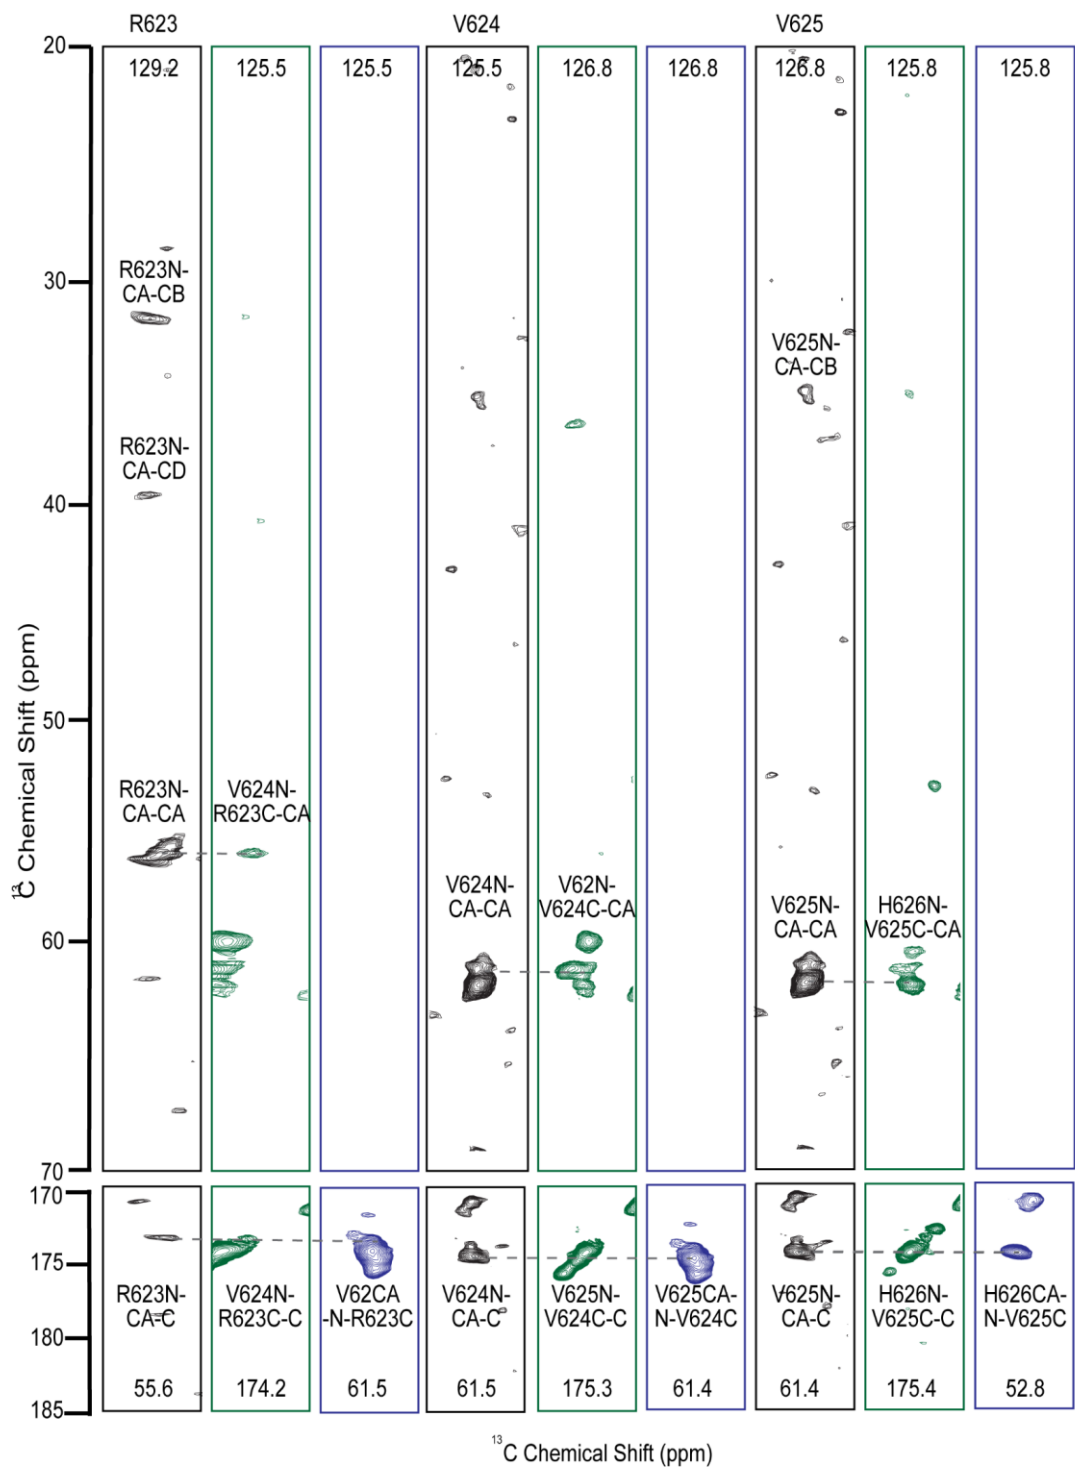 R623 V624 V625
20
129.2 125.5 125.5 125.5 126.8 126.8 126.8 125.8 125.8
R623N-
CA-CB
30
V625N-
CA-CB
R623N-
CA-CD
40
50
R623N-
CA-CA
V624N-
R623C-CA
V624N-
CA-CA
V62N-
V624C-CA
V625N-
CA-CA
H626N-
V625C-CA
60
70
13C Chemical Shift (ppm)
170
175
R623N-
CA-C
V624N-
R623C-C
V62CA
-N-R623C
V624N-
CA-C
V625N-
V624C-C
V625CA-
N-V624C
V625N-
CA-C
H626N-
V625C-C
H626CA-
N-V625C
180
55.6 174.2 61.5 61.5 175.3 61.4 61.4 175.4 52.8
185
13C Chemical Shift (ppm)